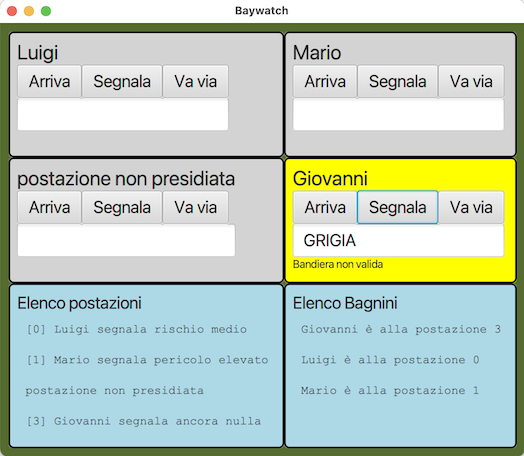 Baywatch
Luigi
Arriva Segnala Va via
Mario
Arriva Segnala Va via
postazione non presidiata
Arriva Segnala Va via
Giovanni
Arriva Segnala Va via
GRIGIA
Bandiera non valida
Elenco postazioni
[0] Luigi segnala rischio medio
[1] Mario segnala pericolo elevato
postazione non presidiata
[3] Giovanni segnala ancora nulla
Elenco Bagnini
Giovanni è alla postazione 3
Luigi è alla postazione 0
Mario è alla postazione 1